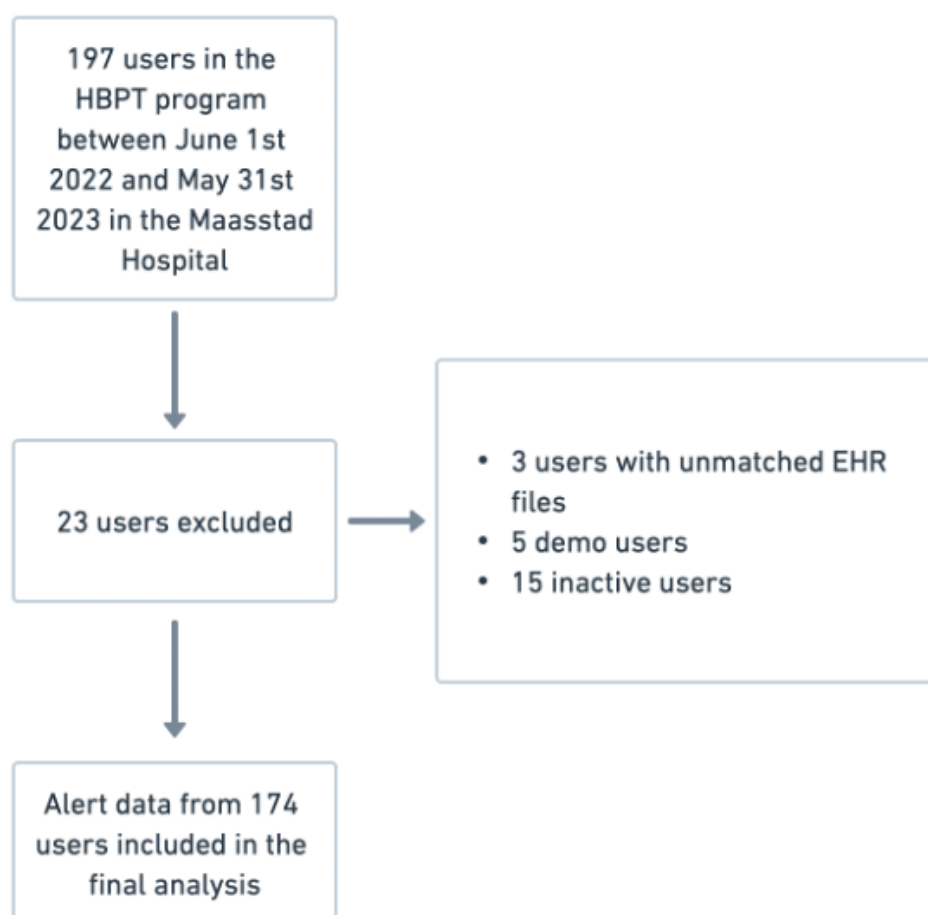 197 users in the
HBPT program
between June 1st
2022 and May 31st
2023 in the Maasstad
Hospital
23 users excluded
• 3 users with unmatched EHR
files
• 5 demo users
• 15 inactive users
Alert data from 174
users included in the
final analysis